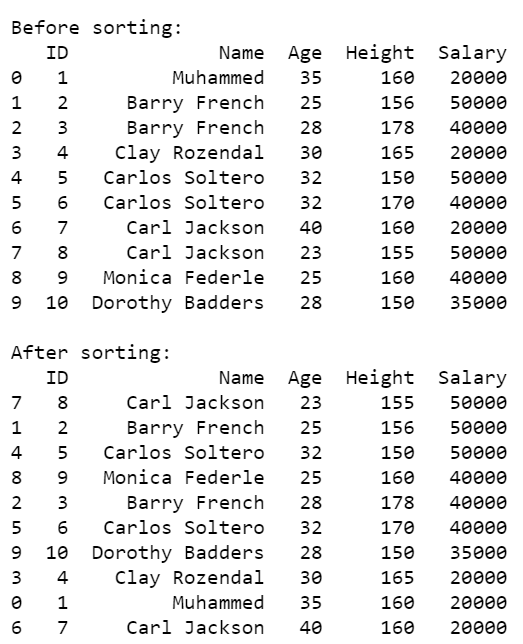 Before sorting:
   ID             Name  Age  Height  Salary
0   1         Muhammed   35     160   20000
1   2     Barry French   25     156   50000
2   3     Barry French   28     178   40000
3   4    Clay Rozendal   30     165   20000
4   5   Carlos Soltero   32     150   50000
5   6   Carlos Soltero   32     170   40000
6   7     Carl Jackson   40     160   20000
7   8     Carl Jackson   23     155   50000
8   9   Monica Federle   25     160   40000
9  10  Dorothy Badders   28     150   35000

After sorting:
   ID             Name  Age  Height  Salary
7   8     Carl Jackson   23     155   50000
1   2     Barry French   25     156   50000
4   5   Carlos Soltero   32     150   50000
8   9   Monica Federle   25     160   40000
2   3     Barry French   28     178   40000
5   6   Carlos Soltero   32     170   40000
9  10  Dorothy Badders   28     150   35000
3   4    Clay Rozendal   30     165   20000
0   1         Muhammed   35     160   20000
6   7     Carl Jackson   40     160   20000